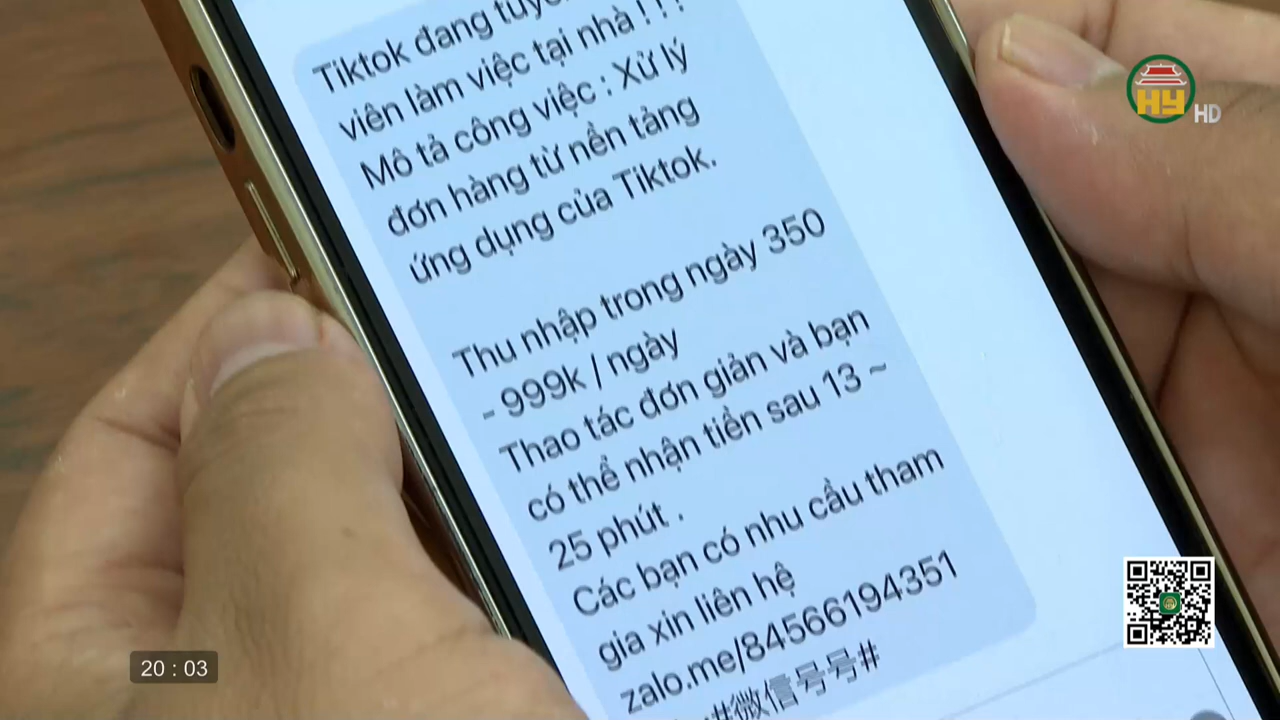 Tiktok đang
viên làm việc tại nhà ! ! !
Mô tả công việc : Xử lý
đơn hàng từ nền tảng
ứng dụng của Tiktok.
Thu nhập trong ngày 350
- 999k / ngày
Thao tác đơn giản và bạn
có thể nhận tiền sau 13 ~
25 phút .
Các bạn có nhu cầu tham
gia xin liên hệ
zalo.me/84566194351
#微信号号#
HY HD
20 : 03